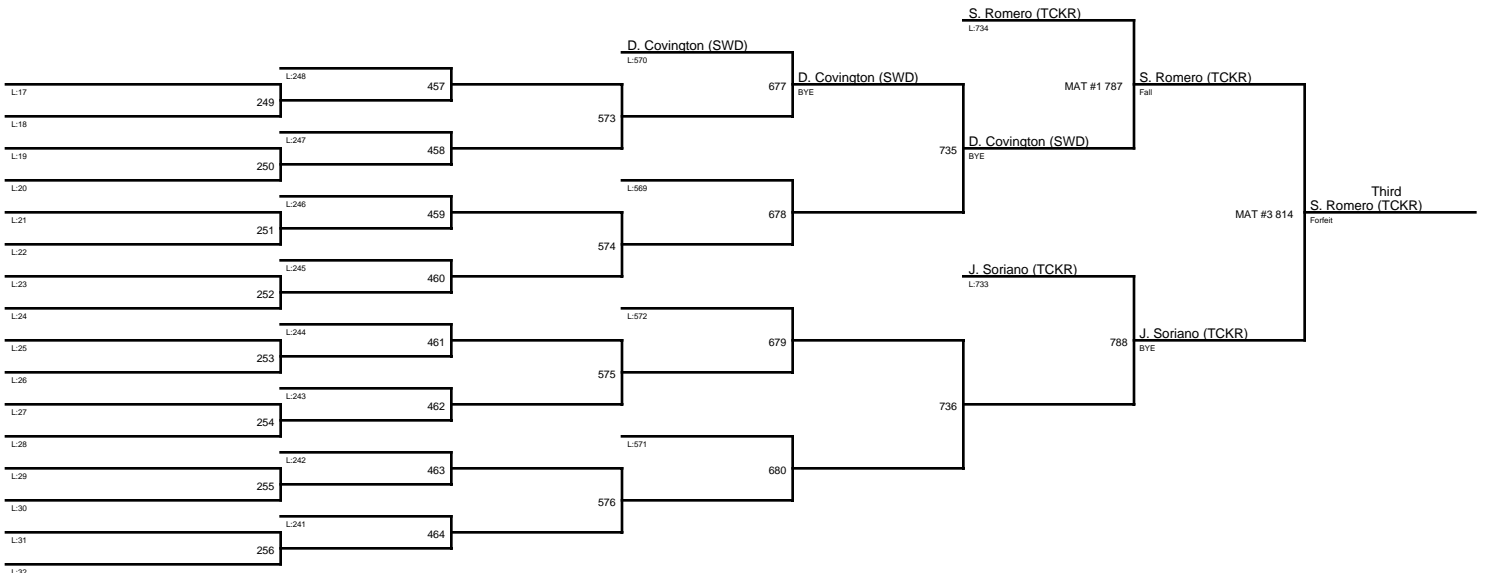 S. Romero (TCKR)
L:734
D. Covington (SWD)
L:570
L:248
457
677
D. Covington (SWD)
BYE
MAT #1 787
S. Romero (TCKR)
Fall
L:17
249
573
L:18
L:247
458
735
D. Covington (SWD)
BYE
L:19
250
L:20
L:569
L:246
459
678
Third
S. Romero (TCKR)
Forfeit
MAT #3 814
L:21
251
574
L:22
L:245
460
J. Soriano (TCKR)
L:733
L:23
252
L:24
L:572
L:244
461
679
788
J. Soriano (TCKR)
BYE
L:25
253
575
L:26
L:243
462
736
L:27
254
L:28
L:571
L:242
463
680
L:29
255
576
L:30
L:241
464
L:31
256
L:32